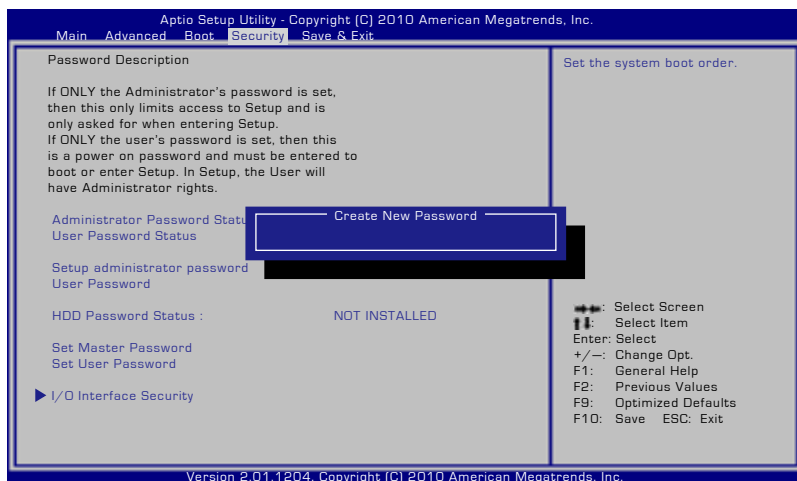 Aptio Setup Utility - Copyright (C) 2010 American Megatrends, Inc.
Main Advanced Boot Security Save & Exit
Password Description
If ONLY the Administrator's password is set,
then this only limits access to Setup and is
only asked for when entering Setup.
If ONLY the user's password is set, then this
is a power on password and must be entered to
boot or enter Setup. In Setup, the User will
have Administrator rights.
Administrator Password Statu
User Password Status
Create New Password
Setup administrator password
User Password
HDD Password Status : NOT INSTALLED
Set Master Password
Set User Password
I/O Interface Security
Set the system boot order.
: Select Screen
: Select Item
Enter: Select
+/—: Change Opt.
F1: General Help
F2: Previous Values
F9: Optimized Defaults
F10: Save ESC: Exit
Version 2.01.1204. Copyright (C) 2010 American Megatrends, Inc.